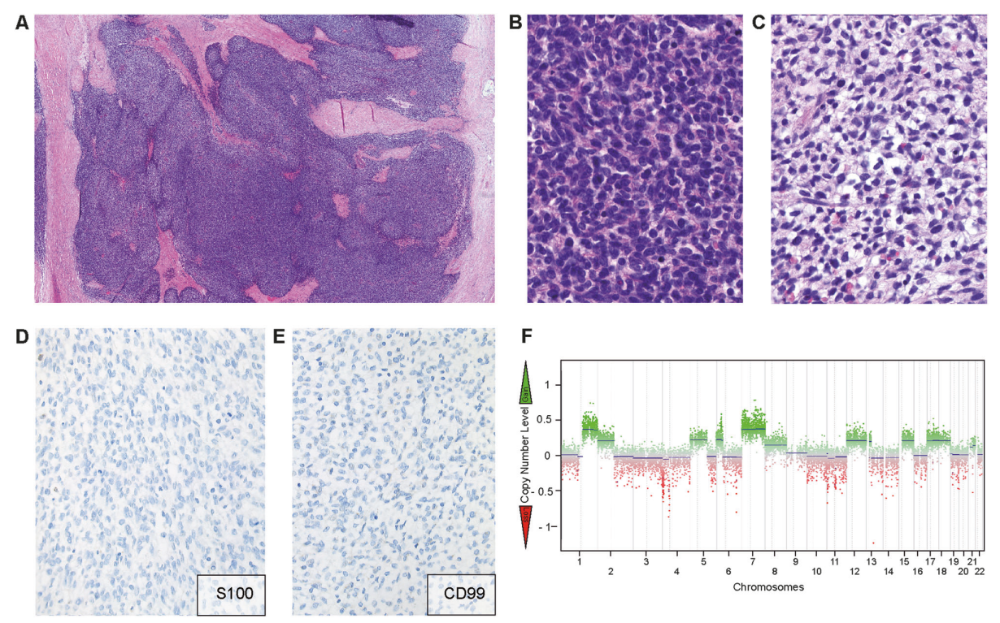 A
B
C
D
S100
E
CD99
F
Gain
Copy Number Level
Loss
1
0.5
0
- 0.5
- 1
1 3 5 7 9 11 13 15 17 19 21
2 4 6 8 10 12 14 16 18 20 22
Chromosomes